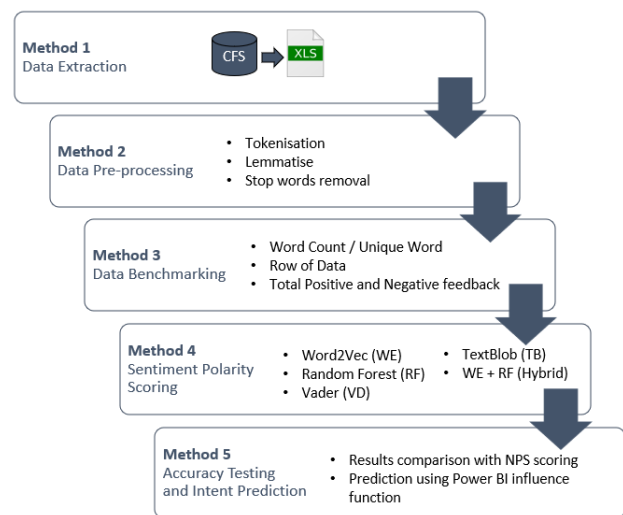 Method 1
Data Extraction
CFS
XLS
Method 2
Data Pre-processing
• Tokenisation
• Lemmatise
• Stop words removal
Method 3
Data Benchmarking
• Word Count / Unique Word
• Row of Data
• Total Positive and Negative feedback
Method 4
Sentiment Polarity
Scoring
• Word2Vec (WE)
• Random Forest (RF)
• Vader (VD)
• TextBlob (TB)
• WE + RF (Hybrid)
Method 5
Accuracy Testing
and Intent Prediction
• Results comparison with NPS scoring
• Prediction using Power BI influence
function